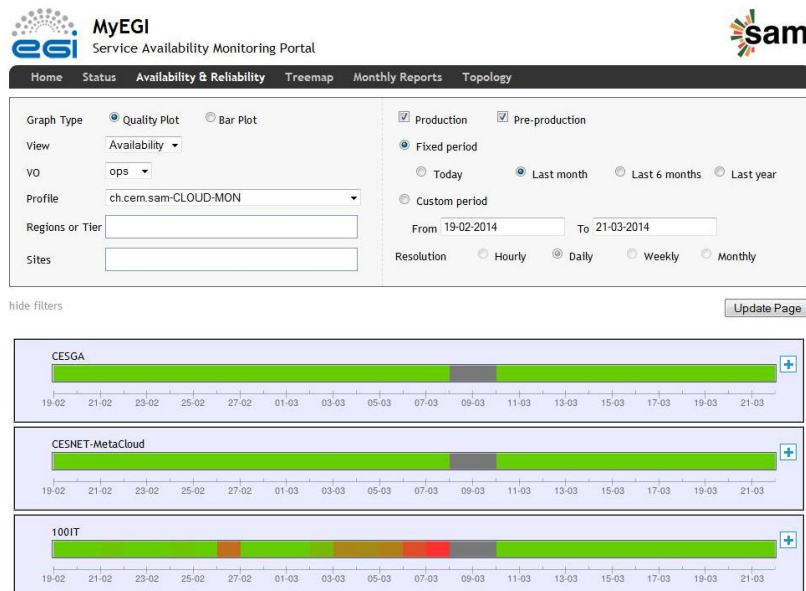 MyEGI
Service Availability Monitoring Portal
egi
sam
Home Status Availability & Reliability Treemap Monthly Reports Topology
Graph Type Quality Plot Bar Plot
View Availability
VO ops
Profile ch.cern.sam-CLOUD-MON
Regions or Tier
Sites
Production Pre-production
Fixed period
Today Last month Last 6 months Last year
Custom period
From 19-02-2014 To 21-03-2014
Resolution Hourly Daily Weekly Monthly
hide filters
Update Page
CESGA
19-02 21-02 23-02 25-02 27-02 01-03 03-03 05-03 07-03 09-03 11-03 13-03 15-03 17-03 19-03 21-03
CESNET-MetaCloud
19-02 21-02 23-02 25-02 27-02 01-03 03-03 05-03 07-03 09-03 11-03 13-03 15-03 17-03 19-03 21-03
100IT
19-02 21-02 23-02 25-02 27-02 01-03 03-03 05-03 07-03 09-03 11-03 13-03 15-03 17-03 19-03 21-03